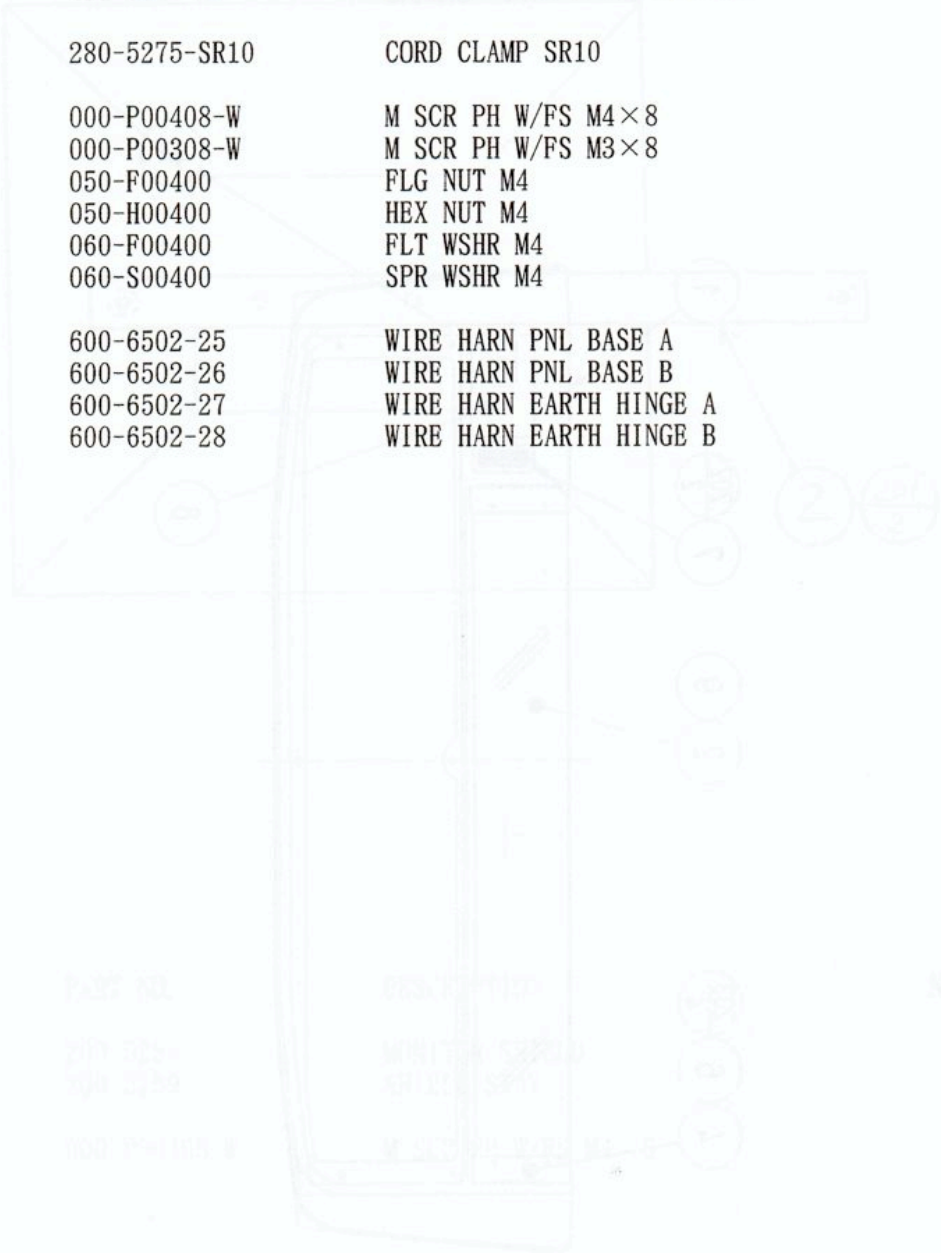 280-5275-SR10 CORD CLAMP SR10
000-P00408-W M SCR PH W/FS M4×8
000-P00308-W M SCR PH W/FS M3×8
050-F00400 FLG NUT M4
050-H00400 HEX NUT M4
060-F00400 FLT WSHR M4
060-S00400 SPR WSHR M4
600-6502-25 WIRE HARN PNL BASE A
600-6502-26 WIRE HARN PNL BASE B
600-6502-27 WIRE HARN EARTH HINGE A
600-6502-28 WIRE HARN EARTH HINGE B